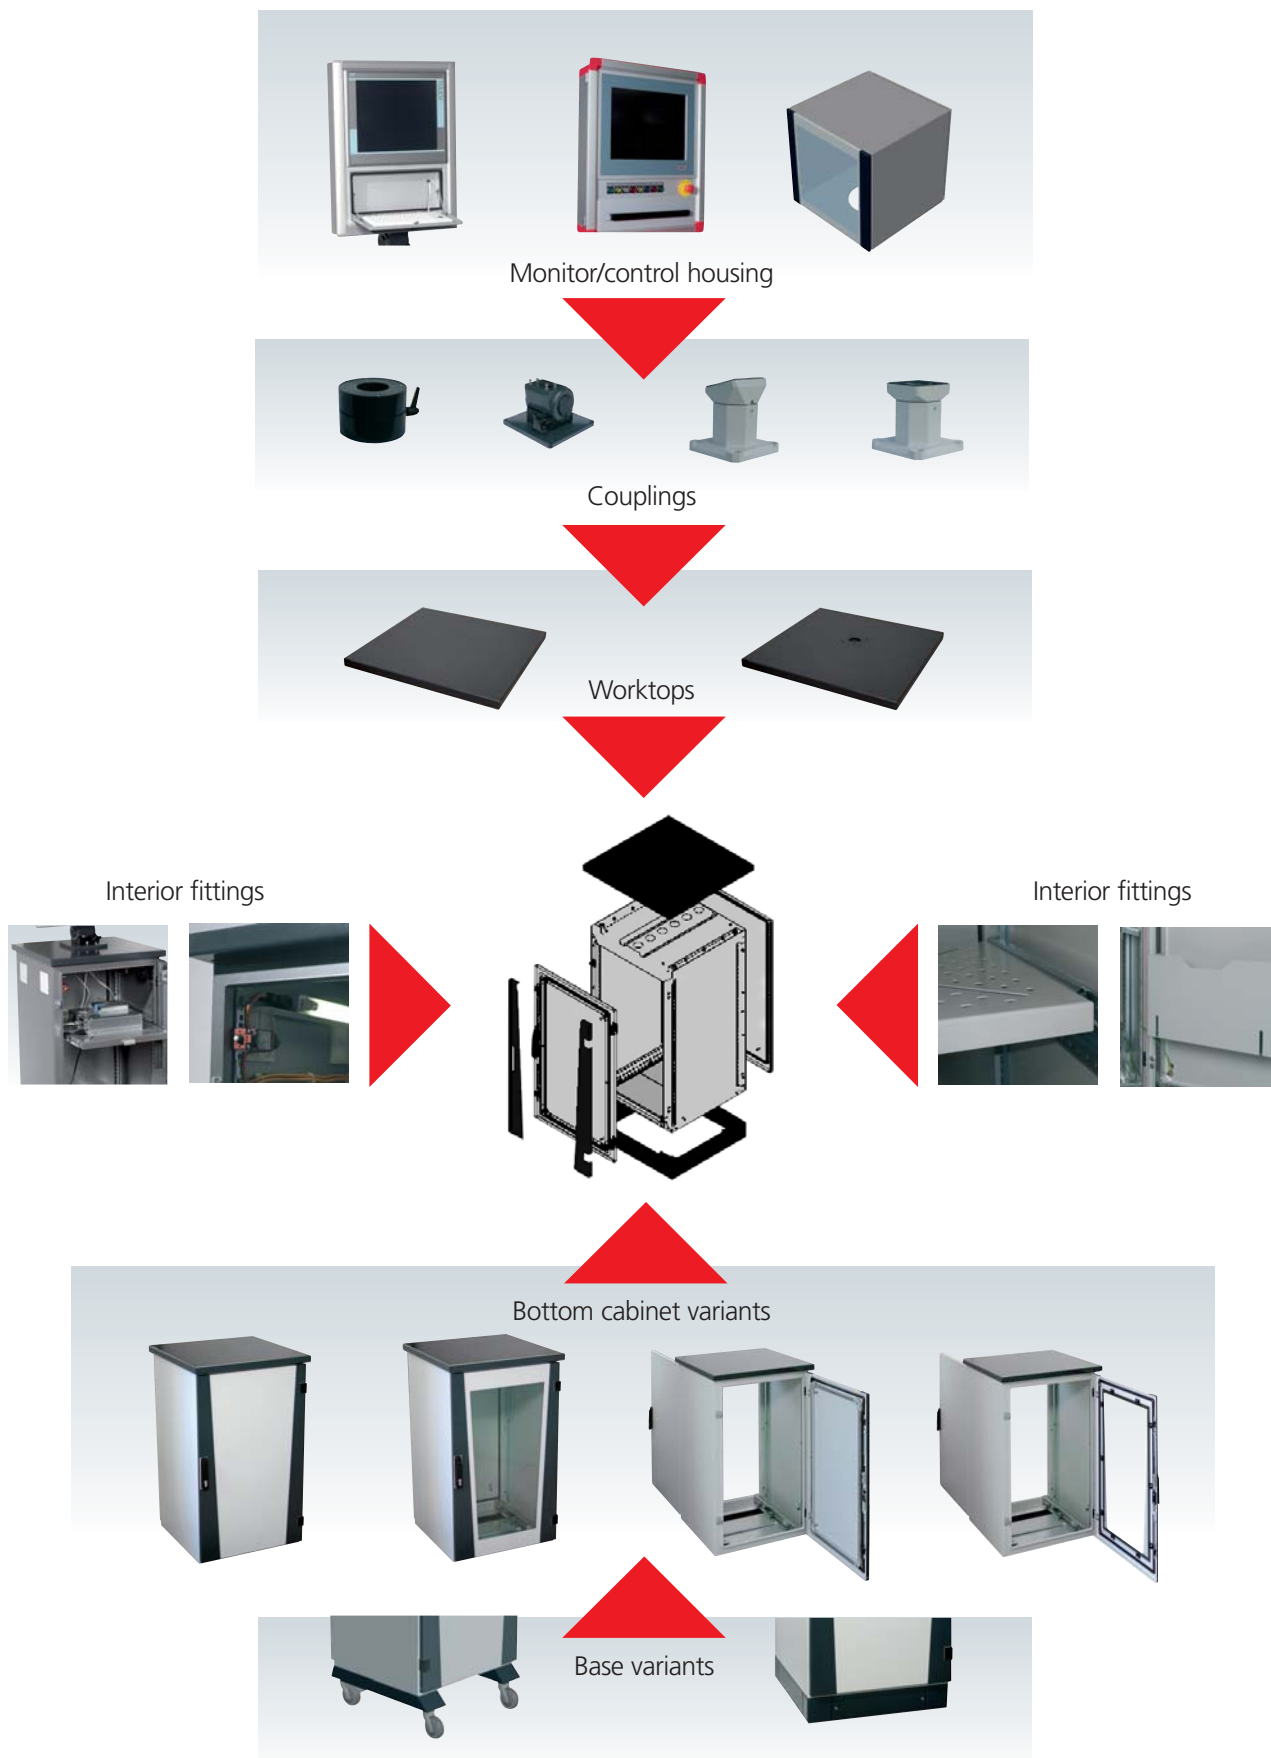 Monitor/control housing
Couplings
Worktops
Interior fittings
Interior fittings
Bottom cabinet variants
Base variants